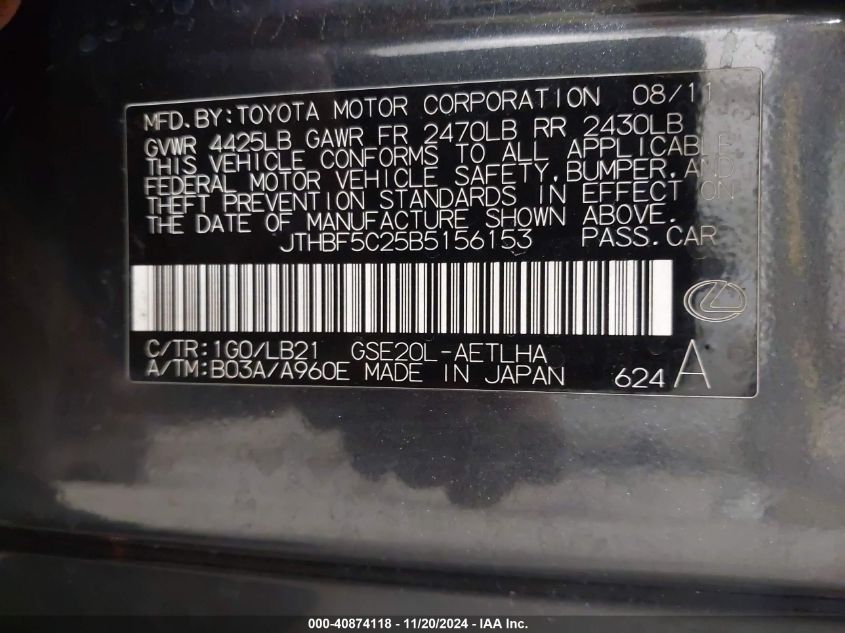 MFD.BY:TOYOTA MOTOR CORPORATION 08/11
GVWR 4425LB GAWR FR 2470LB RR 2430LB
THIS VEHICLE CONFORMS TO ALL APPLICABLE
FEDERAL MOTOR VEHICLE SAFETY,BUMPER,AND
THEFT PREVENTION STANDARDS IN EFFECT ON
THE DATE OF MANUFACTURE SHOWN ABOVE.
JTHBF5C25B5156153 PASS.CAR
C/TR:1G0/LB21 GSE20L-AETLHA
A/TM:B03A/A960E MADE IN JAPAN 624 A
000-40874118 - 11/20/2024 - IAA Inc.